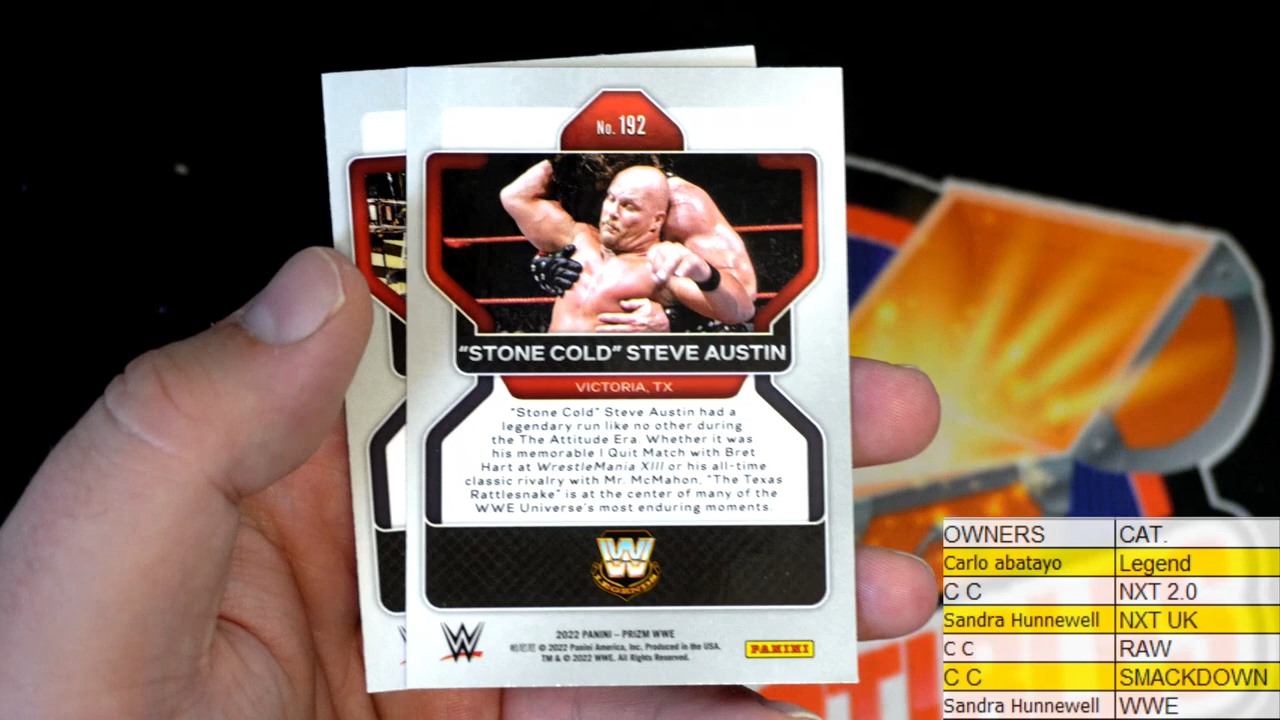 No. 192
"STONE COLD" STEVE AUSTIN
VICTORIA, TX
"Stone Cold" Steve Austin had a
legendary run like no other during
the The Attitude Era. Whether it was
his memorable I Quit Match with Bret
Hart at WrestleMania XIII or his all-time
classic rivalry with Mr. McMahon, "The Texas
Rattlesnake" is at the center of many of the
WWE Universe's most enduring moments.
W
LEGENDS
W
2022 PANINI – PRIZM WWE
© 2022 Panini America, Inc. Produced in the USA.
TM & © 2022 WWE. All Rights Reserved.
PANINI
OWNERS CAT.
Carlo abatayo Legend
C C NXT 2.0
Sandra Hunnewell NXT UK
C C RAW
C C SMACKDOWN
Sandra Hunnewell WWE